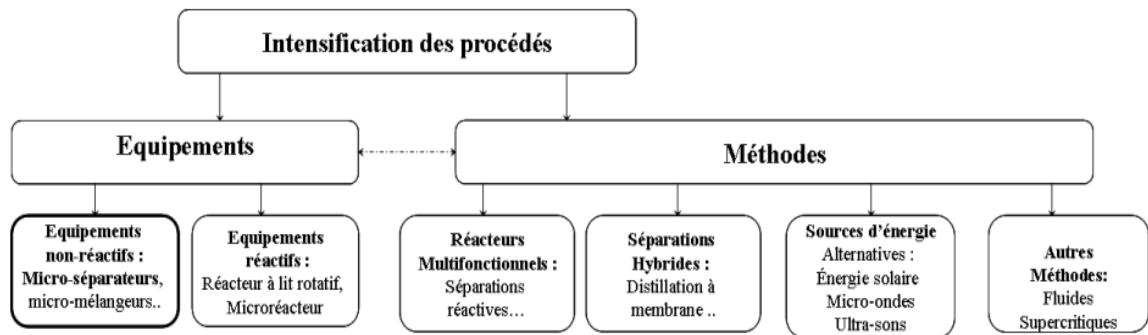 Intensification des procédés
Equipements
Méthodes
Equipements
non-réactifs :
Micro-séparateurs,
micro-mélangeurs..
Equipements
réactifs :
Réacteur à lit rotatif,
Microréacteur
Réacteurs
Multifonctionnels :
Séparations
réactives…
Séparations
Hybrides :
Distillation à
membrane ..
Sources d’énergie
Alternatives :
Énergie solaire
Micro-ondes
Ultra-sons
Autres
Méthodes:
Fluides
Supercritiques